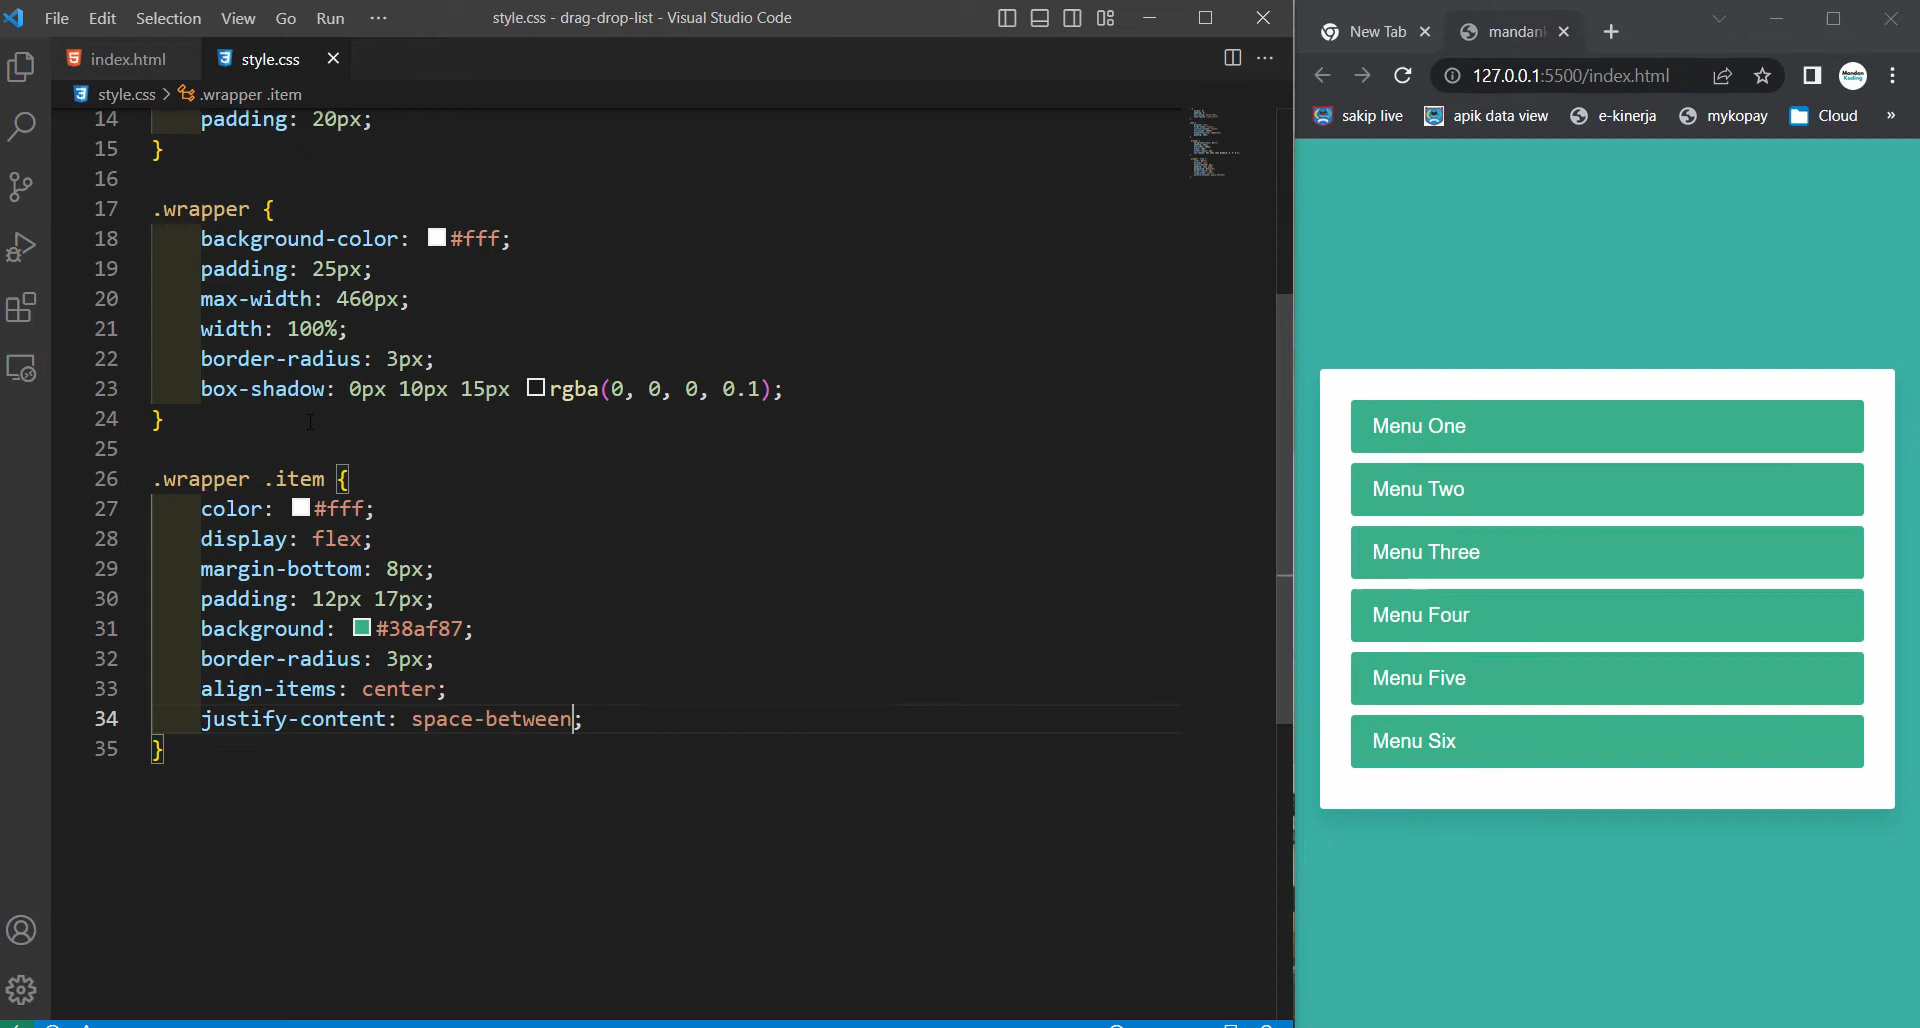 File Edit Selection View Go Run ··· style.css - drag-drop-list - Visual Studio Code
index.html style.css
style.css > .wrapper .item
14 padding: 20px;
15 }
16
17 .wrapper {
18 background-color: #fff;
19 padding: 25px;
20 max-width: 460px;
21 width: 100%;
22 border-radius: 3px;
23 box-shadow: 0px 10px 15px rgba(0, 0, 0, 0.1);
24 }
25
26 .wrapper .item {
27 color: #fff;
28 display: flex;
29 margin-bottom: 8px;
30 padding: 12px 17px;
31 background: #38af87;
32 border-radius: 3px;
33 align-items: center;
34 justify-content: space-between;
35 }
New Tab mandan
127.0.0.1:5500/index.html
Mandan
Koding
sakip live apik data view e-kinerja mykopay Cloud »
Menu One
Menu Two
Menu Three
Menu Four
Menu Five
Menu Six